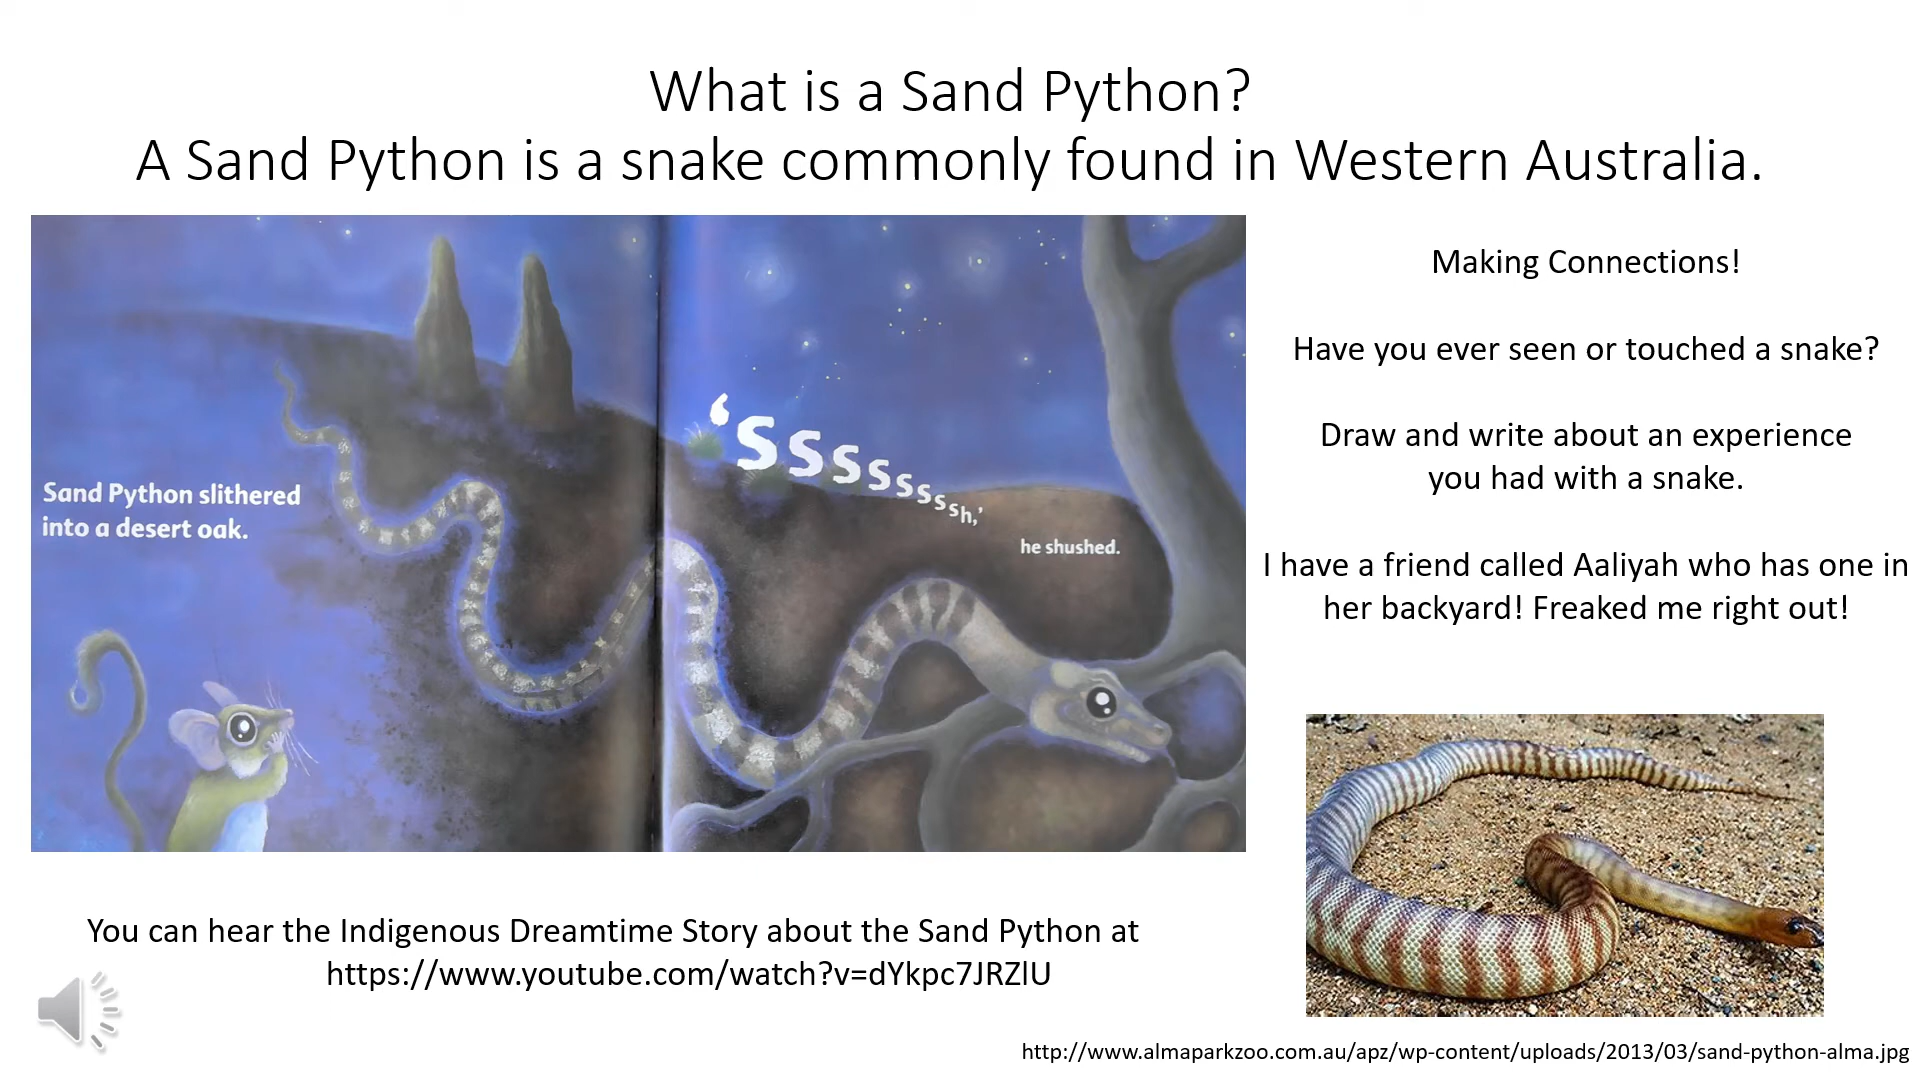 What is a Sand Python?
A Sand Python is a snake commonly found in Western Australia.
Sand Python slithered
into a desert oak.
‘SSSSSSSSh,’
he shushed.
Making Connections!
Have you ever seen or touched a snake?
Draw and write about an experience
you had with a snake.
I have a friend called Aaliyah who has one in
her backyard! Freaked me right out!
You can hear the Indigenous Dreamtime Story about the Sand Python at
https://www.youtube.com/watch?v=dYkpc7JRZlU
http://www.almaparkzoo.com.au/apz/wp-content/uploads/2013/03/sand-python-alma.jpg